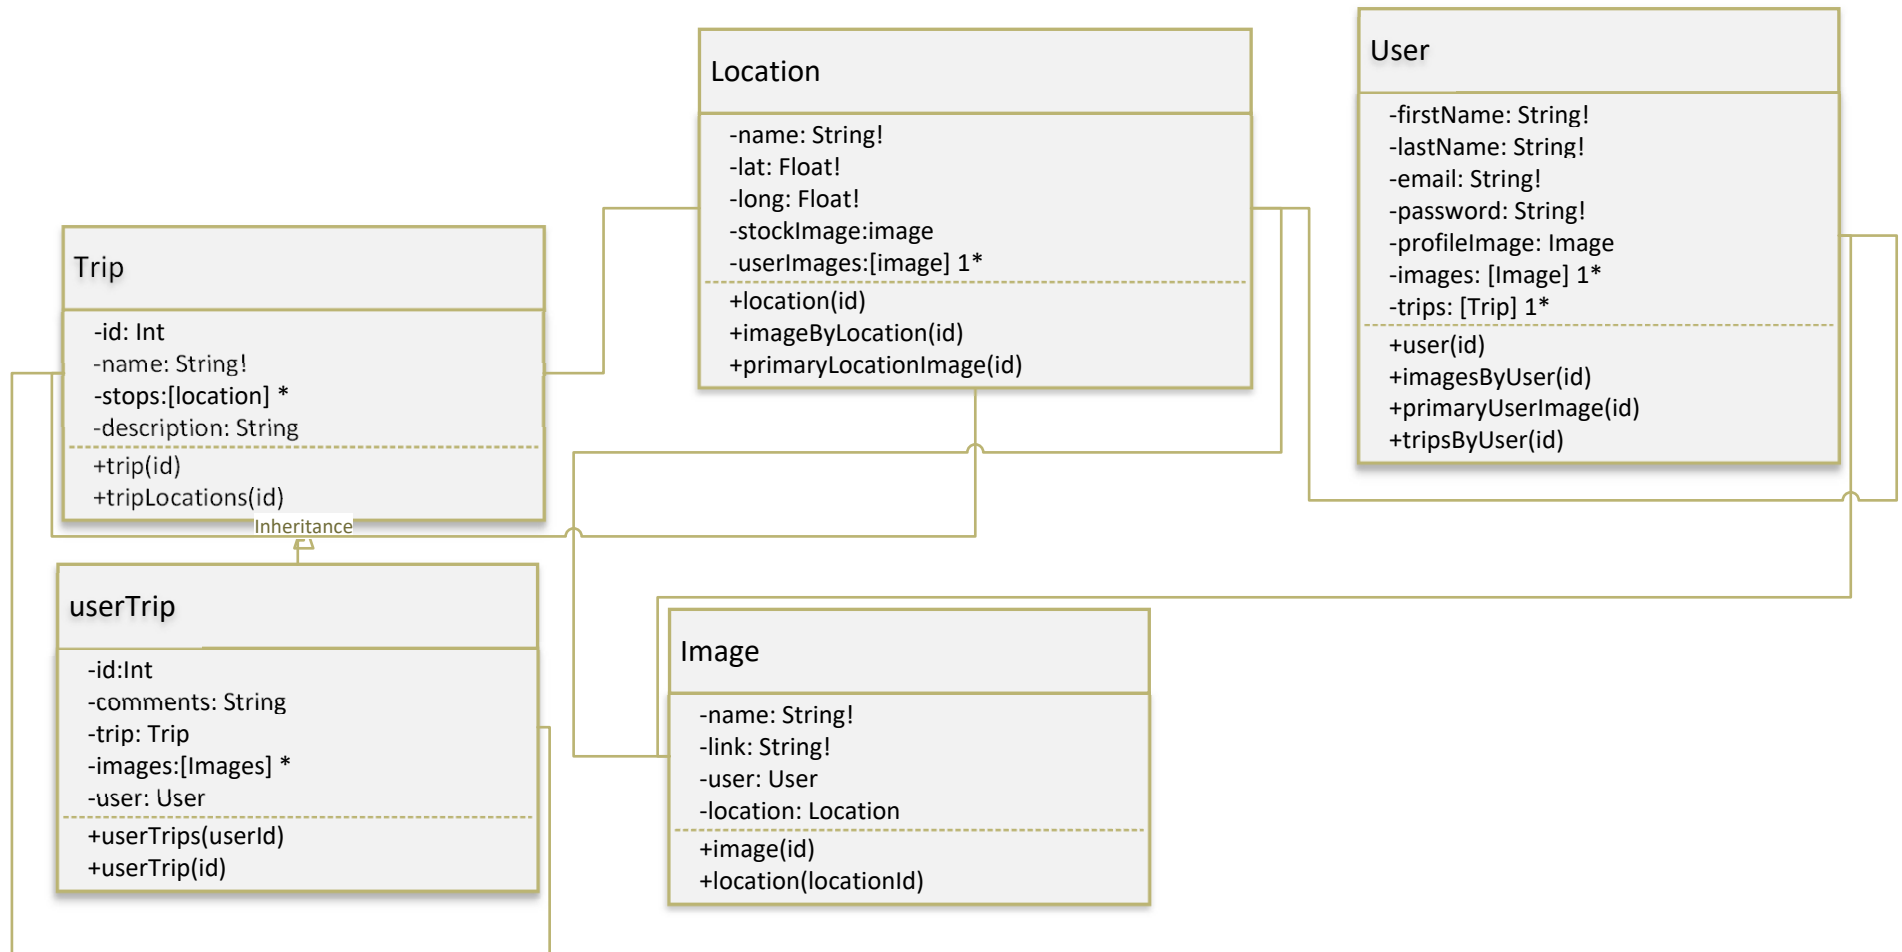 Location
-name: String!
-lat: Float!
-long: Float!
-stockImage:image
-userImages:[image] 1*
+location(id)
+imageByLocation(id)
+primaryLocationImage(id)
User
-firstName: String!
-lastName: String!
-email: String!
-password: String!
-profileImage: Image
-images: [Image] 1*
-trips: [Trip] 1*
+user(id)
+imagesByUser(id)
+primaryUserImage(id)
+tripsByUser(id)
Trip
-id: Int
-name: String!
-stops:[location] *
-description: String
+trip(id)
+tripLocations(id)
Inheritance
userTrip
-id:Int
-comments: String
-trip: Trip
-images:[Images] *
-user: User
+userTrips(userId)
+userTrip(id)
Image
-name: String!
-link: String!
-user: User
-location: Location
+image(id)
+location(locationId)